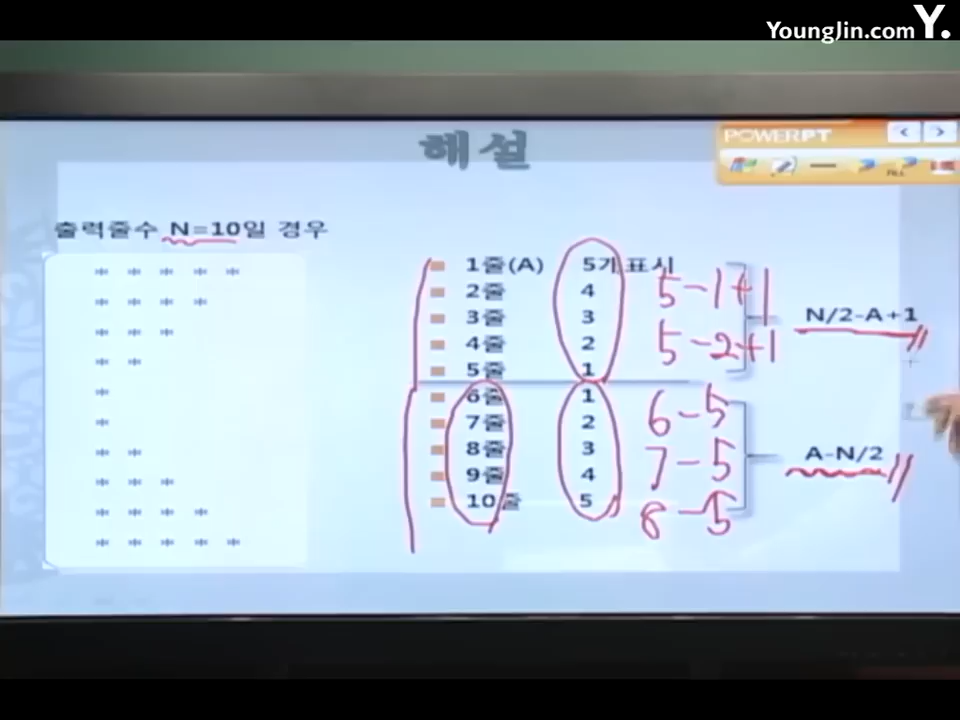 YoungJin.com Y.
해설
POWERPT
출력줄수 N=10일 경우
* * * * *
* * * *
* * *
* *
*
*
* *
* * *
* * * *
* * * * *
1줄(A) 5개 표시
2줄 4
3줄 3
4줄 2
5줄 1
6줄 1
7줄 2
8줄 3
9줄 4
10줄 5
5-1+1
5-2+1
N/2-A+1
6-5
7-5
8-5
A-N/2